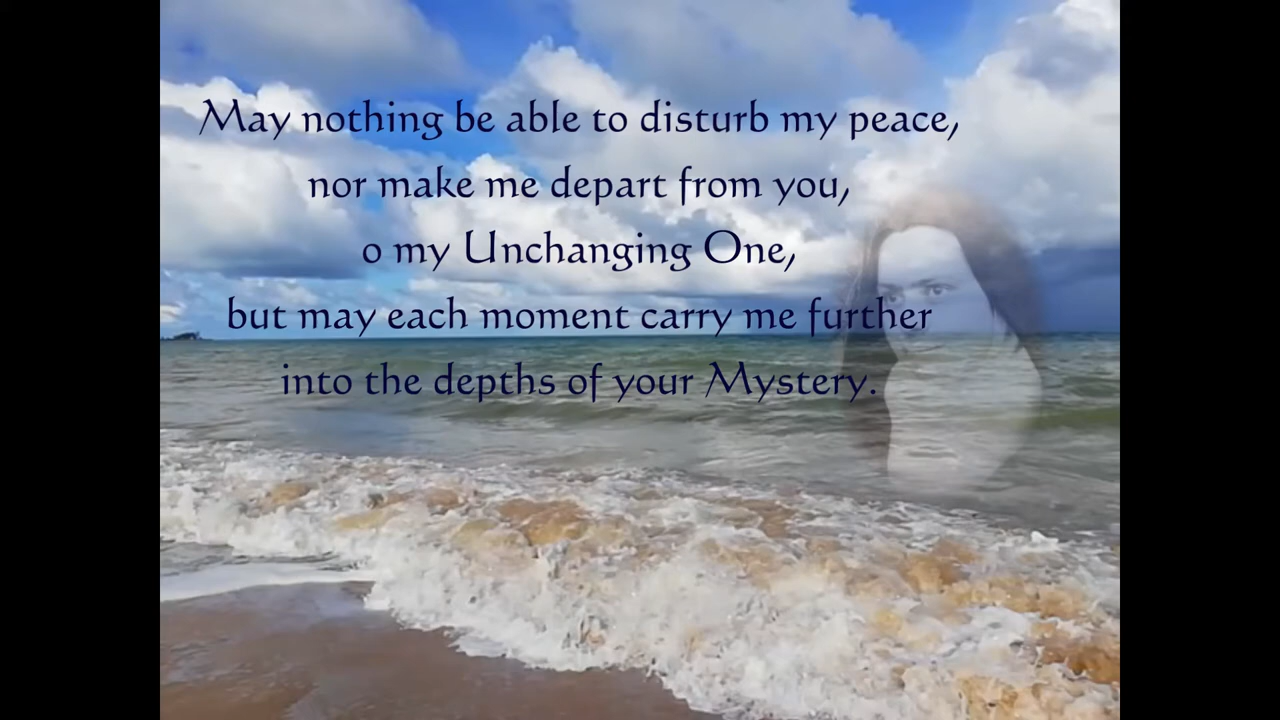 May nothing be able to disturb my peace,
nor make me depart from you,
o my Unchanging One,
but may each moment carry me further
into the depths of your Mystery.